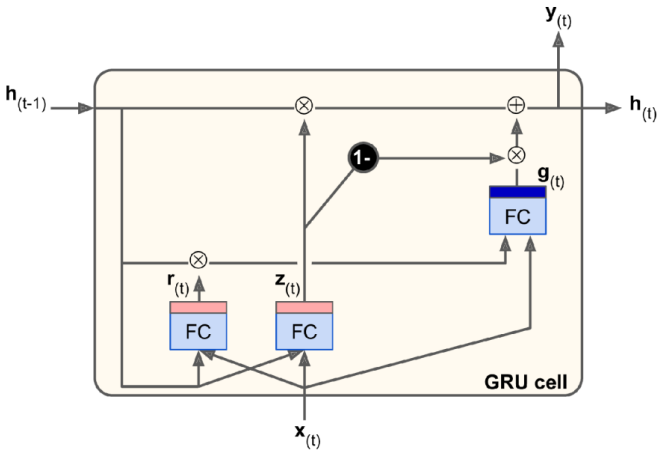 y(t)
h(t-1)
h(t)
1-
g(t)
FC
r(t)
z(t)
FC
FC
GRU cell
x(t)